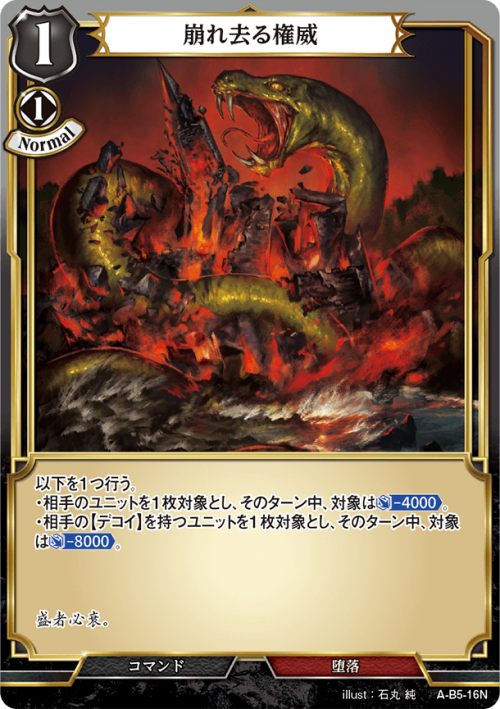 1
崩れ去る権威
1
Normal
以下を1つ行う。
・相手のユニットを1枚対象とし、そのターン中、対象は-4000。
・相手の【デコイ】を持つユニットを1枚対象とし、そのターン中、対象
は-8000。
盛者必衰。
コマンド
堕落
illust：石丸 純
A-B5-16N